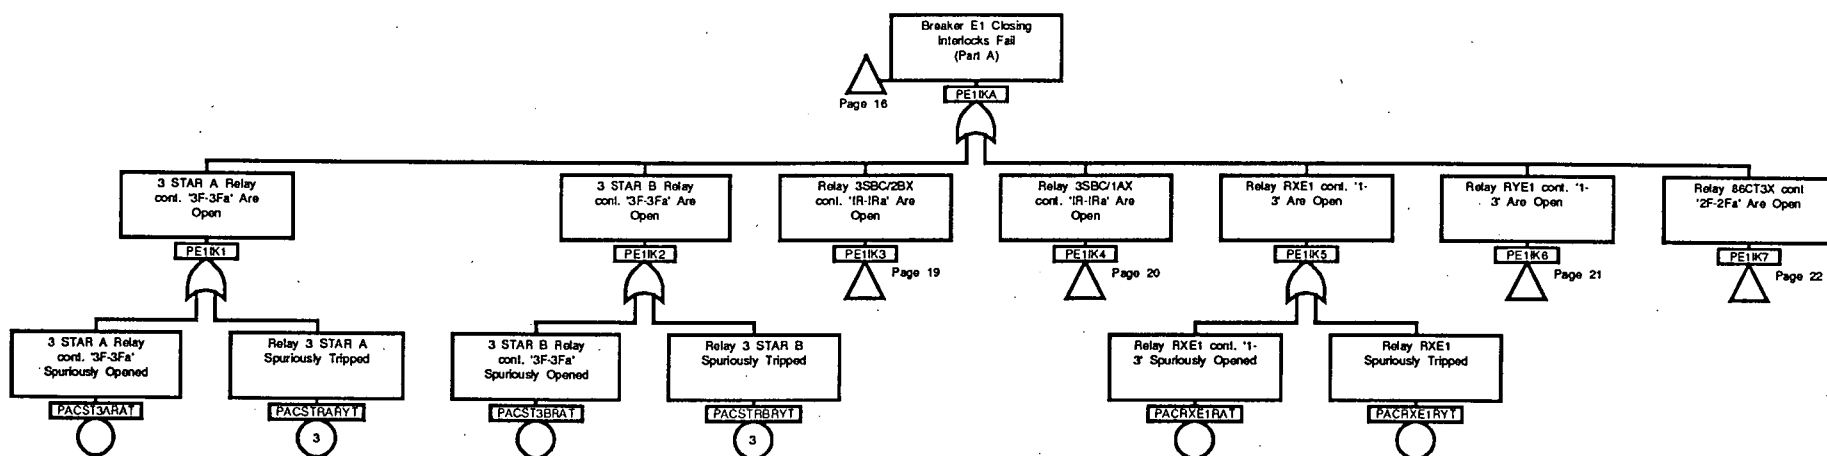 Breaker E1 Closing
Interlocks Fail
(Part A)
Page 16
PE1IKA
3 STAR A Relay
cont. '3F-3Fa' Are
Open
3 STAR B Relay
cont. '3F-3Fa' Are
Open
Relay 3SBC/2BX
cont. 'IR-IRa' Are
Open
Relay 3SBC/1AX
cont. 'IR-IRa' Are
Open
Relay RXE1 cont. '1-
3' Are Open
Relay RYE1 cont. '1-
3' Are Open
Relay 86CT3X cont
'2F-2Fa' Are Open
PE1IK1
PE1IK2
PE1IK3
PE1IK4
PE1IK5
PE1IK6
PE1IK7
Page 19
Page 20
Page 21
Page 22
3 STAR A Relay
cont. '3F-3Fa'
Spuriously Opened
Relay 3 STAR A
Spuriously Tripped
3 STAR B Relay
cont. '3F-3Fa'
Spuriously Opened
Relay 3 STAR B
Spuriously Tripped
Relay RXE1 cont. '1-
3' Spuriously Opened
Relay RXE1
Spuriously Tripped
PACST3ARAT
PACSTRARYT
PACST3BRAT
PACSTRBRYT
PACRXE1RAT
PACRXE1RYT
3
3